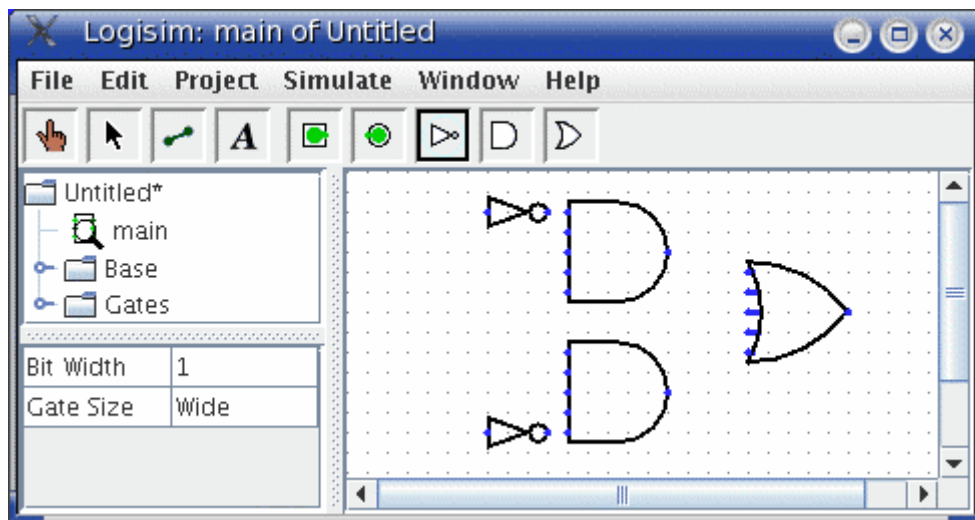 Logisim: main of Untitled
File Edit Project Simulate Window Help
A
Untitled*
main
Base
Gates
Bit Width 1
Gate Size Wide